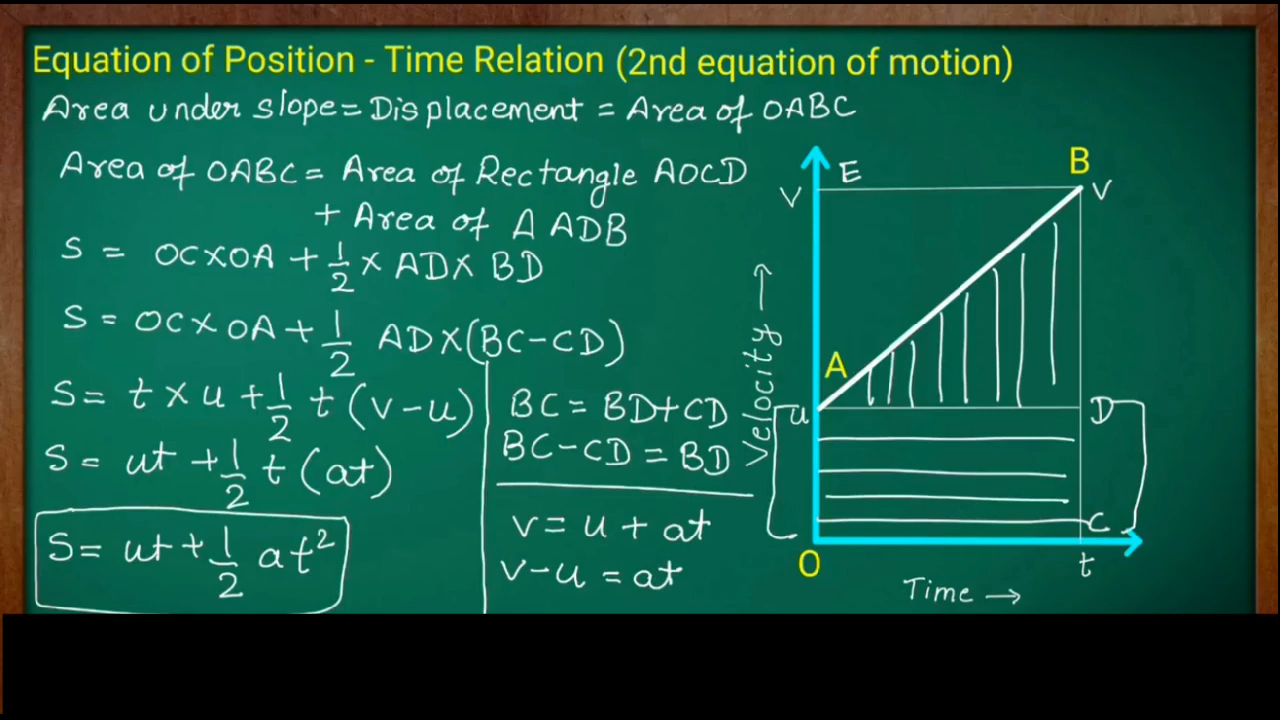 Equation of Position - Time Relation (2nd equation of motion)
Area under slope = Displacement = Area of OABC
Area of OABC = Area of Rectangle AOCD
+ Area of Δ ADB
S = OC×OA + 1/2 × AD× BD
S = OC× OA + 1/2 AD×(BC-CD)
S = t × u + 1/2 t (v-u)
S = ut + 1/2 t (at)
S = ut + 1/2 at²
BC = BD+CD
BC-CD = BD
v = u + at
v-u = at
V E B v
A
u D
C
O t
Velocity →
Time →